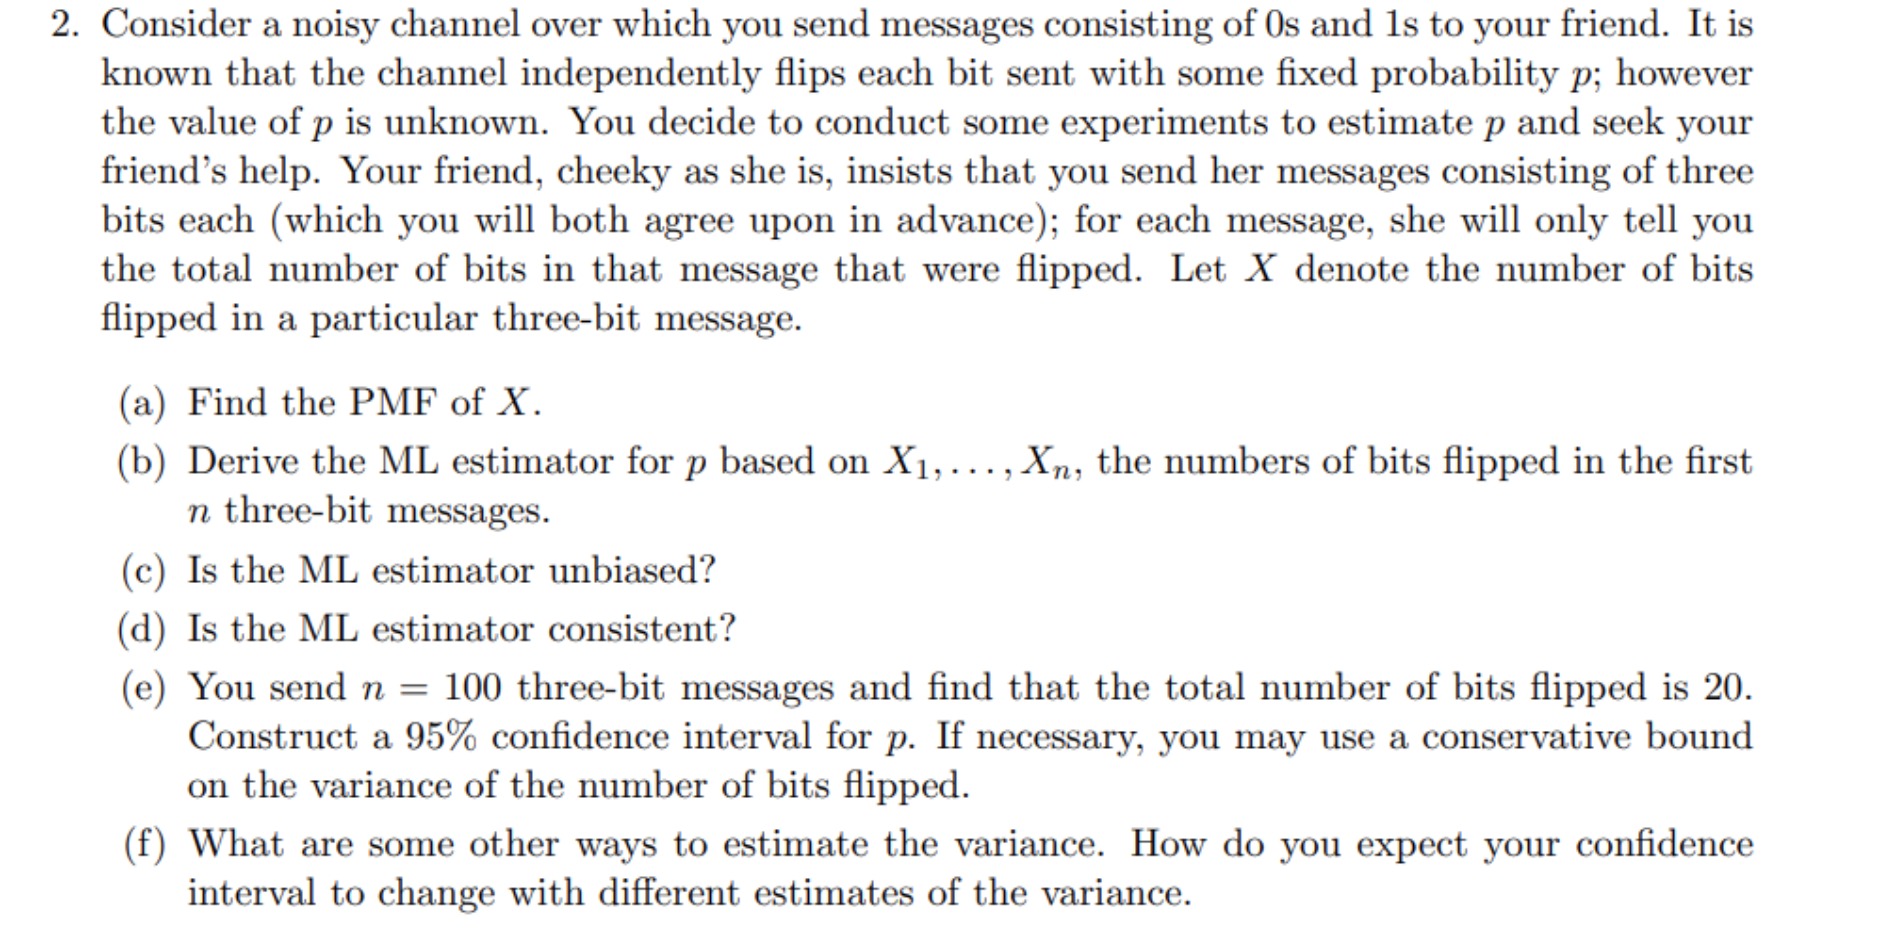 2. Consider a noisy channel over which you send messages consisting of 0s and 1s to your friend. It is
known that the channel independently flips each bit sent with some fixed probability p; however
the value of p is unknown. You decide to conduct some experiments to estimate p and seek your
friend's help. Your friend, cheeky as she is, insists that you send her messages consisting of three
bits each (which you will both agree upon in advance); for each message, she will only tell you
the total number of bits in that message that were flipped. Let X denote the number of bits
flipped in a particular three-bit message.
(a) Find the PMF of X.
(b) Derive the ML estimator for p based on X₁, . . . , Xₙ, the numbers of bits flipped in the first
n three-bit messages.
(c) Is the ML estimator unbiased?
(d) Is the ML estimator consistent?
(e) You send n = 100 three-bit messages and find that the total number of bits flipped is 20.
Construct a 95% confidence interval for p. If necessary, you may use a conservative bound
on the variance of the number of bits flipped.
(f) What are some other ways to estimate the variance. How do you expect your confidence
interval to change with different estimates of the variance.